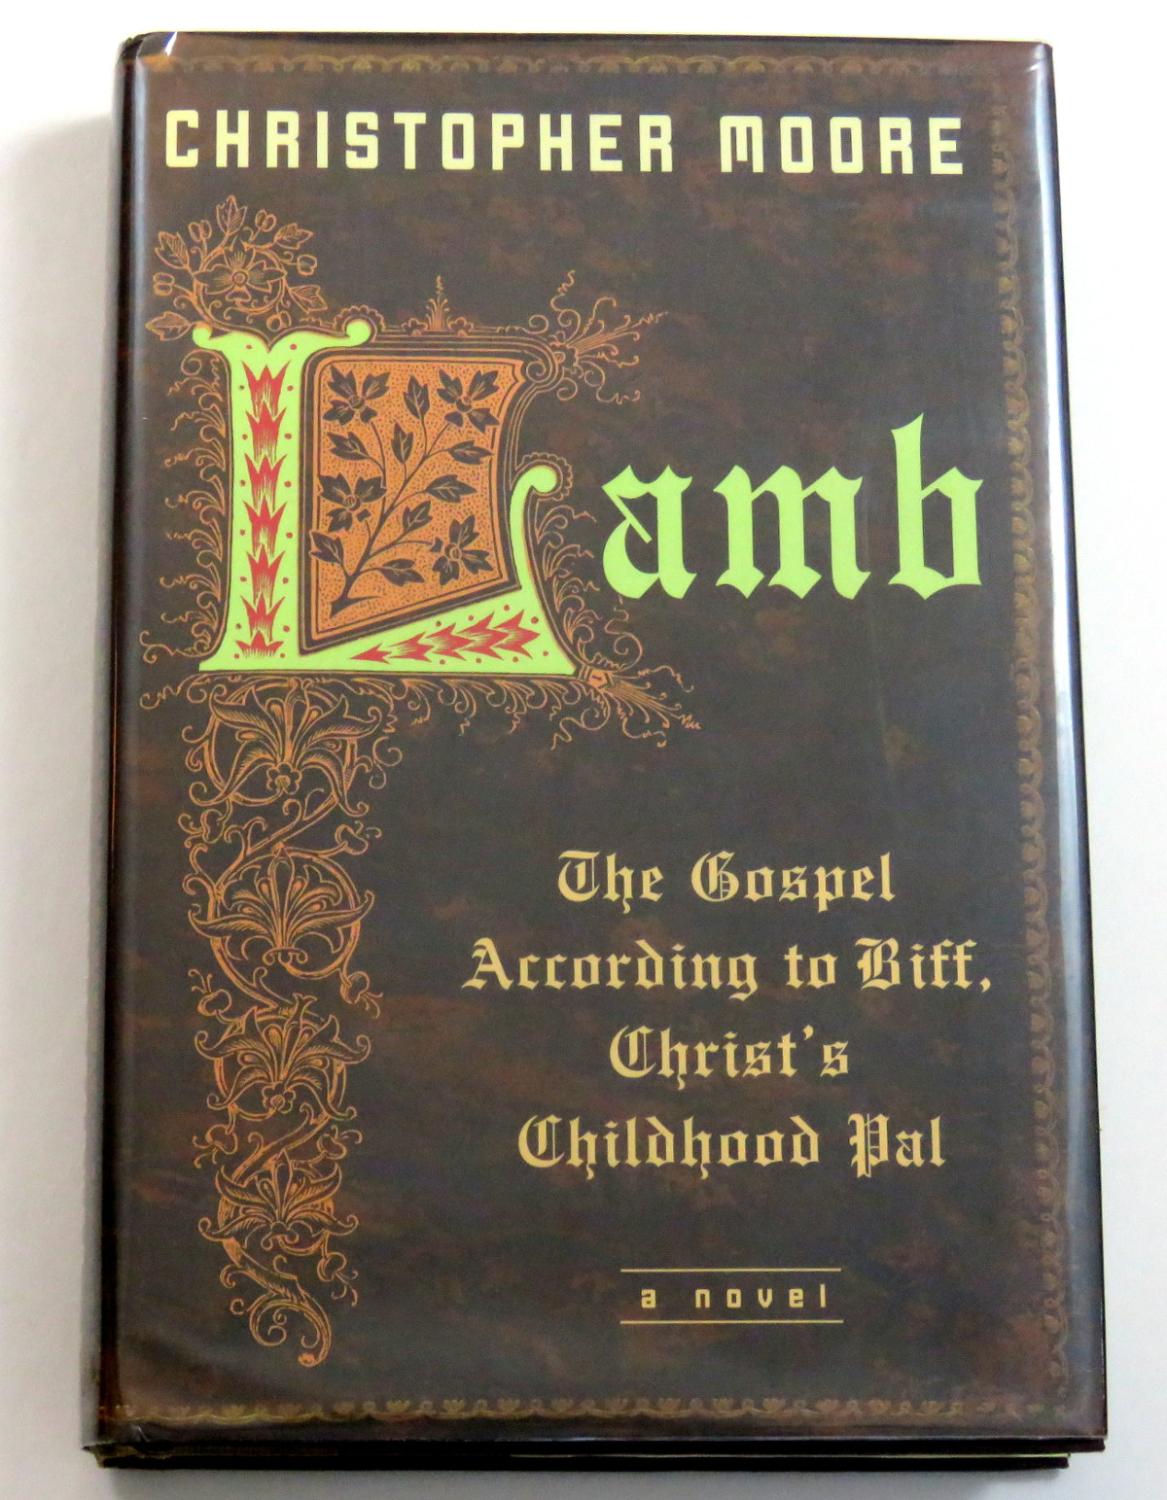 CHRISTOPHER MOORE
Lamb
The Gospel
According to Biff,
Christ's
Childhood Pal
a novel